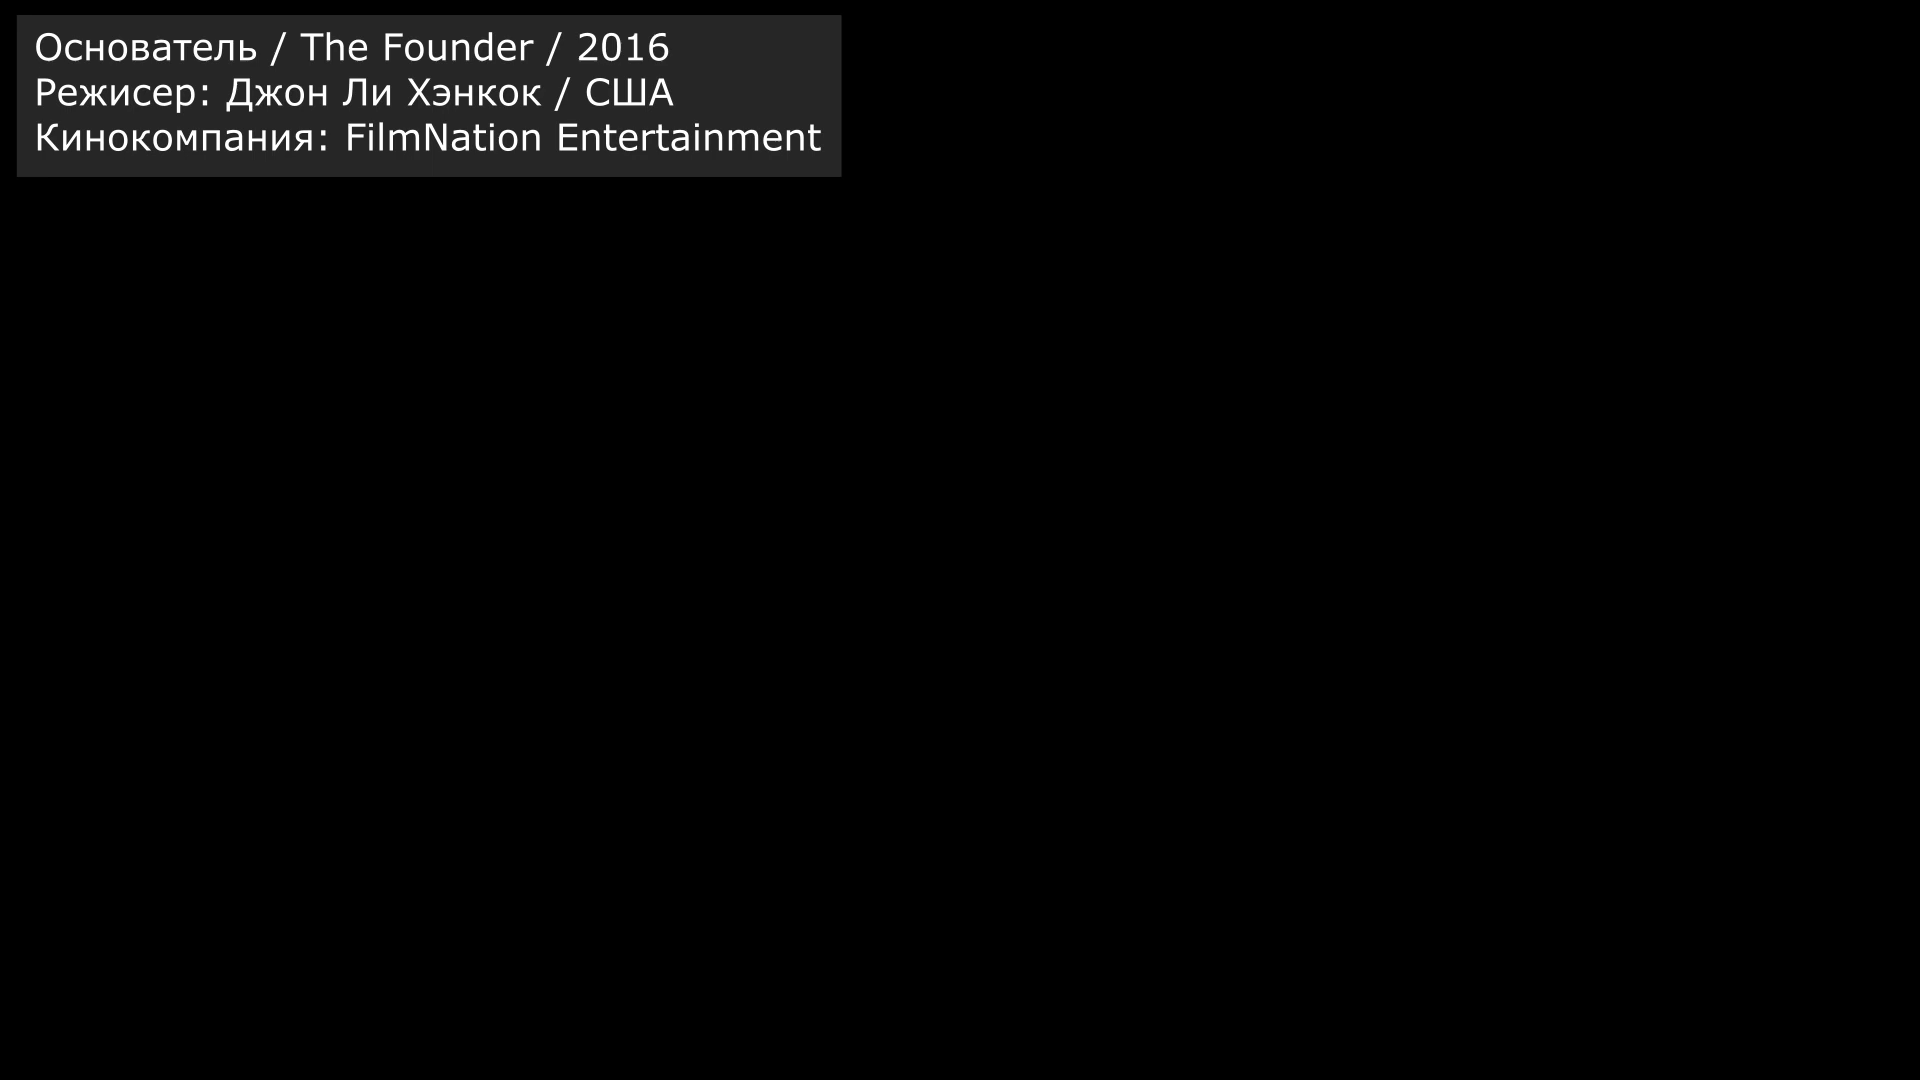 Основатель / The Founder / 2016
Режисер: Джон Ли Хэнкок / США
Кинокомпания: FilmNation Entertainment